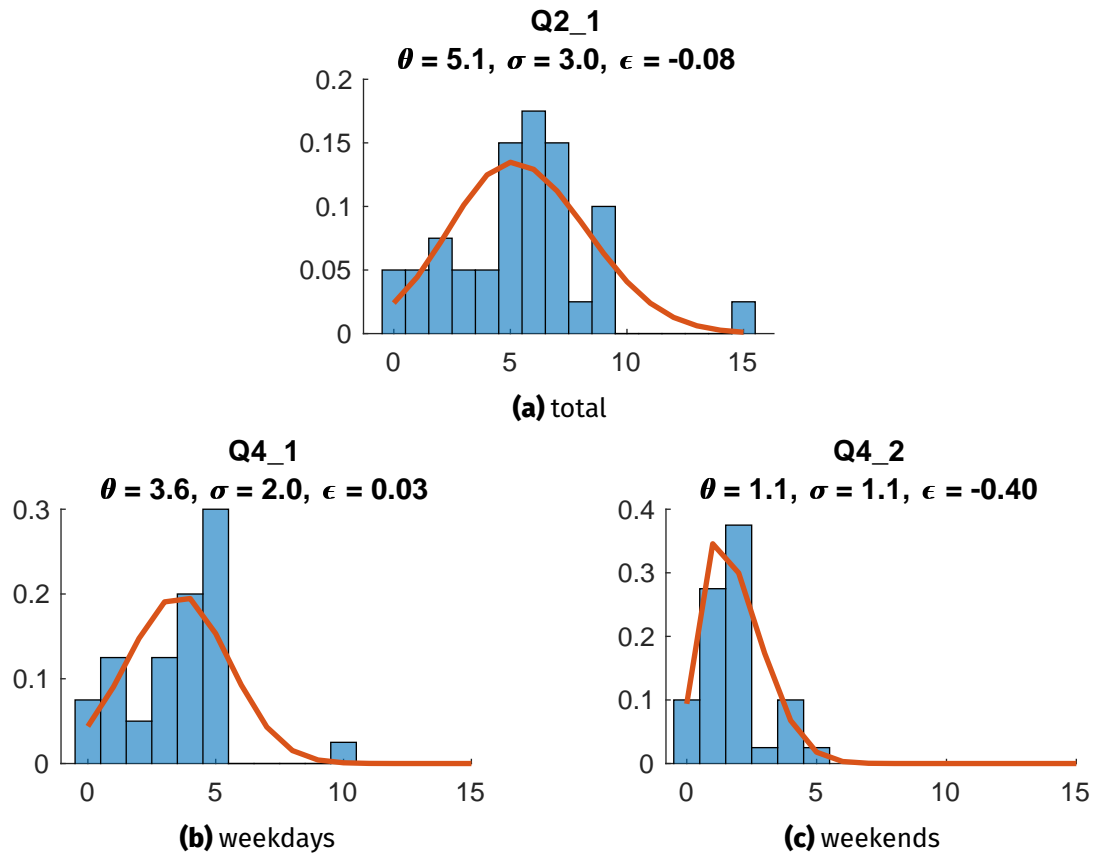 Q2_1
θ = 5.1, σ = 3.0, ϵ = -0.08
0.2
0.15
0.1
0.05
0
0 5 10 15
(a) total
Q4_1
θ = 3.6, σ = 2.0, ϵ = 0.03
0.3
0.2
0.1
0
0 5 10 15
(b) weekdays
Q4_2
θ = 1.1, σ = 1.1, ϵ = -0.40
0.4
0.3
0.2
0.1
0
0 5 10 15
(c) weekends